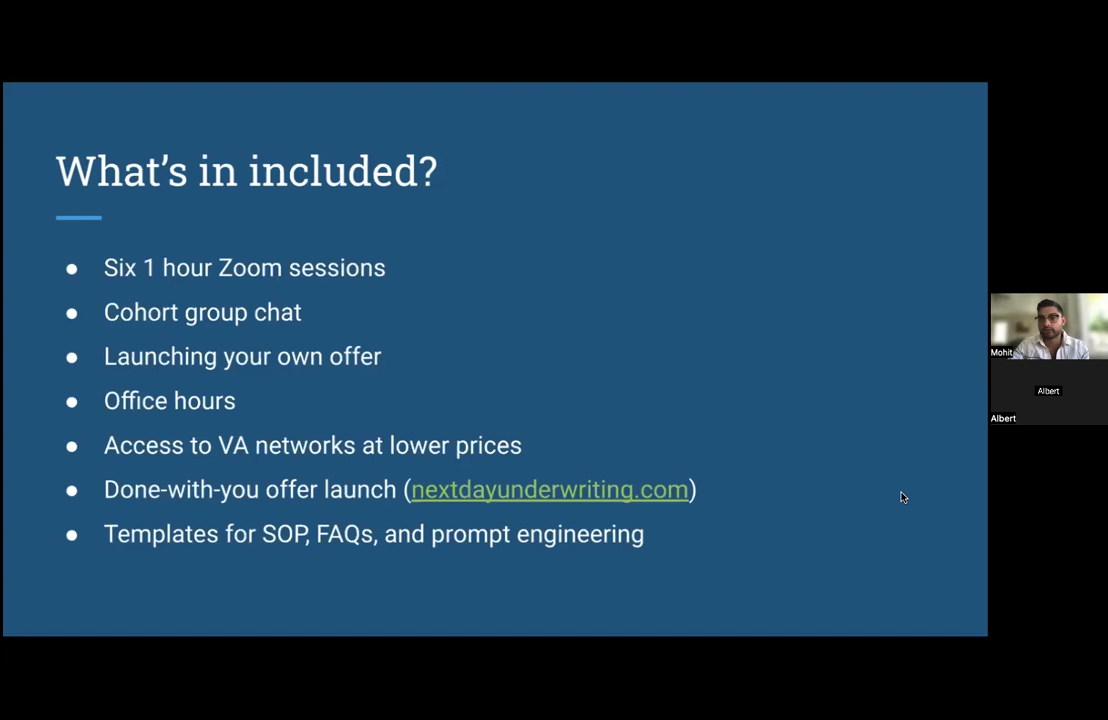 What's in included?
● Six 1 hour Zoom sessions
● Cohort group chat
● Launching your own offer
● Office hours
● Access to VA networks at lower prices
● Done-with-you offer launch (nextdayunderwriting.com)
● Templates for SOP, FAQs, and prompt engineering
Mohit
Albert
Albert